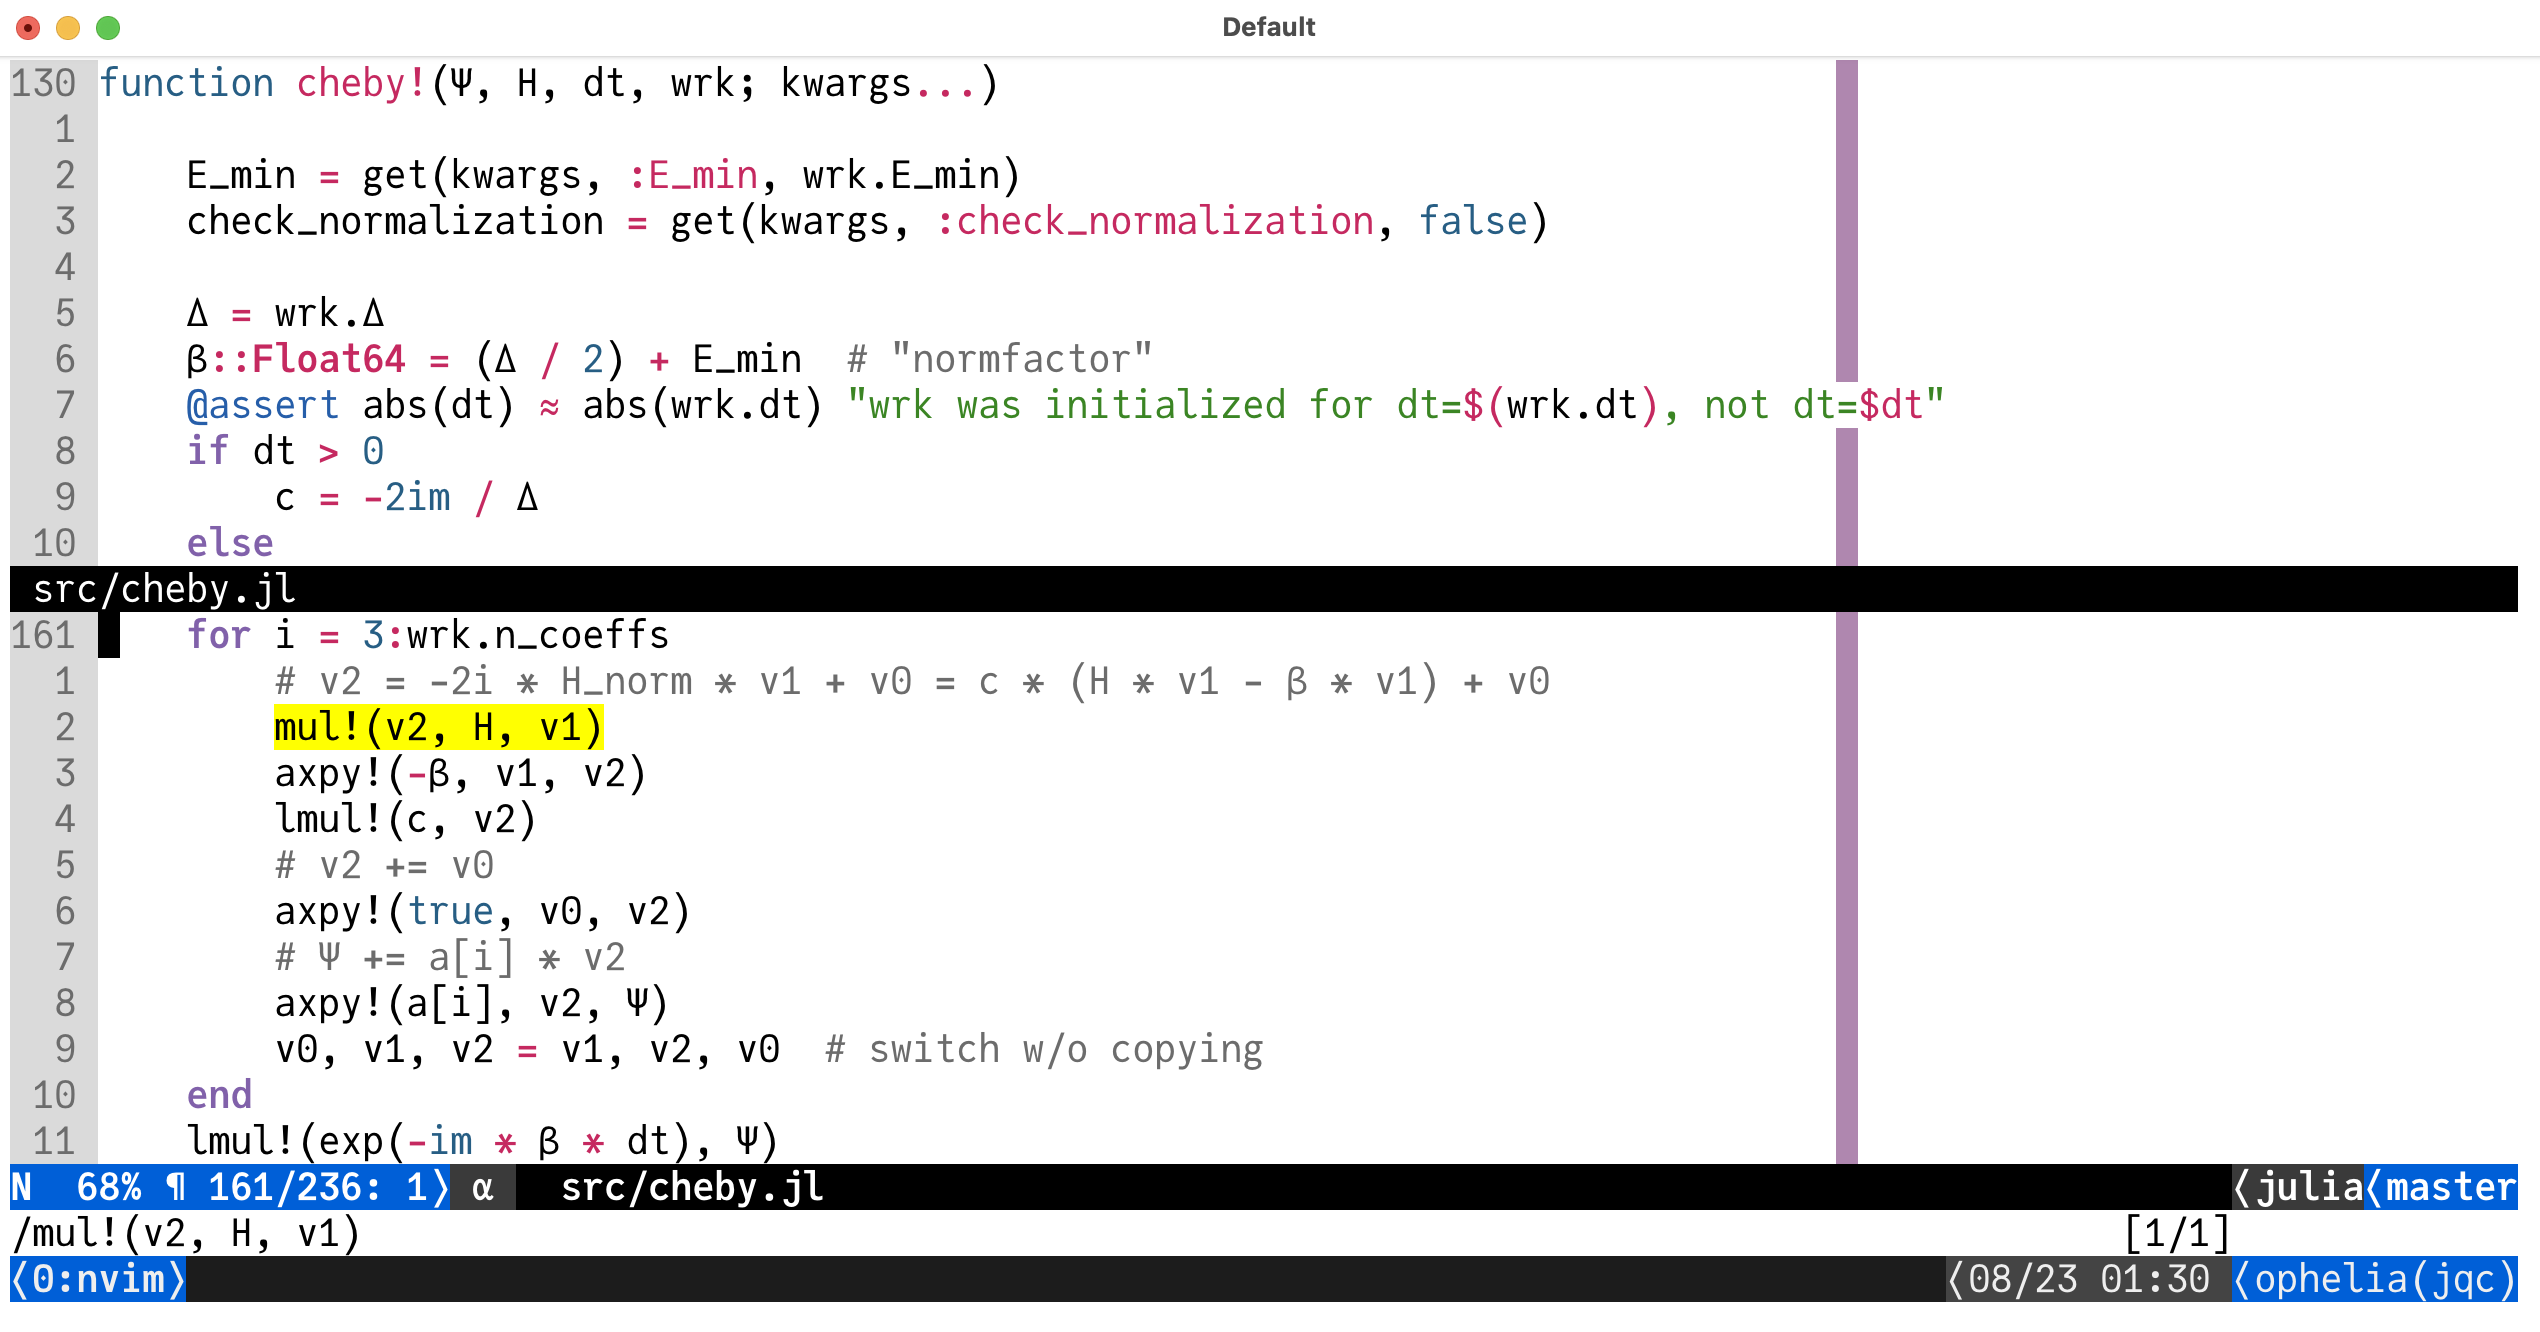 Default
130 function cheby!(Ψ, H, dt, wrk; kwargs...)
1
2     E_min = get(kwargs, :E_min, wrk.E_min)
3     check_normalization = get(kwargs, :check_normalization, false)
4
5     Δ = wrk.Δ
6     β::Float64 = (Δ / 2) + E_min  # "normfactor"
7     @assert abs(dt) ≈ abs(wrk.dt) "wrk was initialized for dt=$(wrk.dt), not dt=$dt"
8     if dt > 0
9         c = -2im / Δ
10     else
src/cheby.jl
161     for i = 3:wrk.n_coeffs
1         # v2 = -2i * H_norm * v1 + v0 = c * (H * v1 - β * v1) + v0
2         mul!(v2, H, v1)
3         axpy!(-β, v1, v2)
4         lmul!(c, v2)
5         # v2 += v0
6         axpy!(true, v0, v2)
7         # Ψ += a[i] * v2
8         axpy!(a[i], v2, Ψ)
9         v0, v1, v2 = v1, v2, v0  # switch w/o copying
10     end
11     lmul!(exp(-im * β * dt), Ψ)
N  68% ¶ 161/236: 1⟩ α  src/cheby.jl ⟨julia⟨master
/mul!(v2, H, v1) [1/1]
⟨0:nvim⟩ ⟨08/23 01:30 ⟨ophelia(jqc)